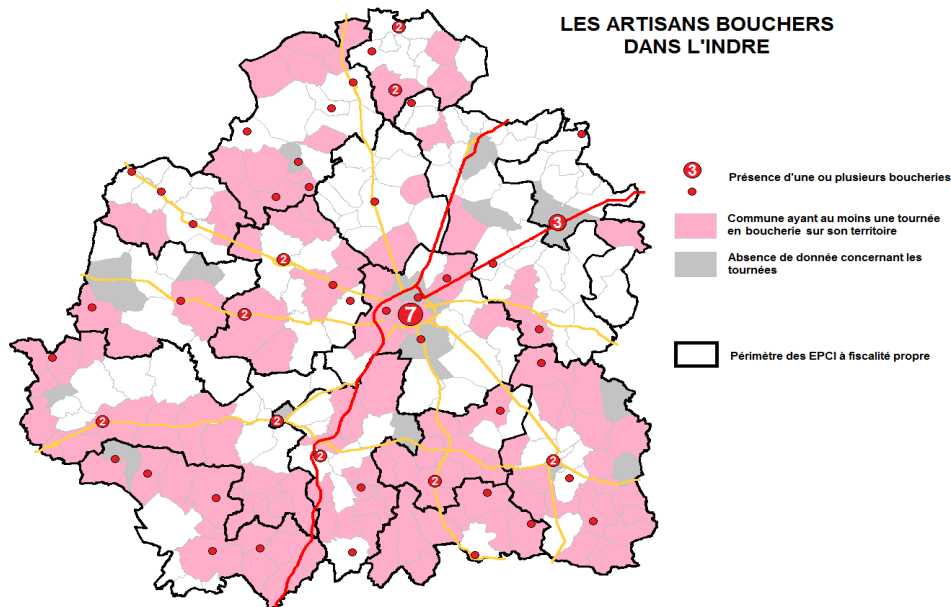 LES ARTISANS BOUCHERS
DANS L'INDRE
2
2
3
2
7
2
2
2
2
2
2
3
Présence d'une ou plusieurs boucheries
Commune ayant au moins une tournée
en boucherie sur son territoire
Absence de donnée concernant les
tournées
Périmètre des EPCI à fiscalité propre